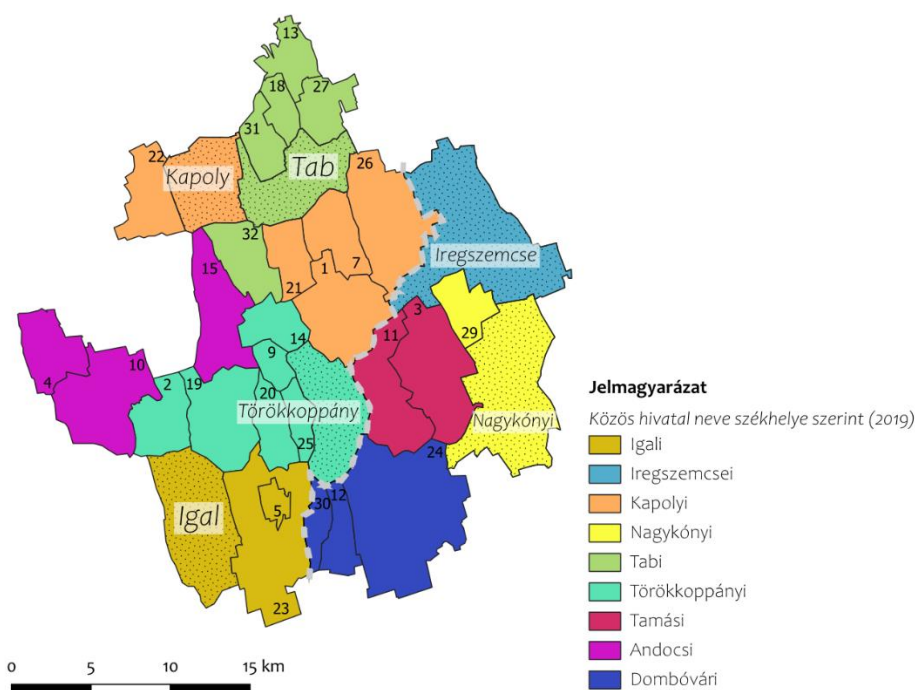 13
18
27
31
22
Kapoly
Tab
26
32
15
Iregszemcse
21
1
7
3
14
11
29
9
10
4
2
19
20
Törökkoppány
Nagykónyi
25
24
Igal
5
30
12
23
0 5 10 15 km
Jelmagyarázat
Közös hivatal neve székhelye szerint (2019)
Igali
Iregszemcsei
Kapolyi
Nagykónyi
Tabi
Törökkoppányi
Tamási
Andocsi
Dombóvári